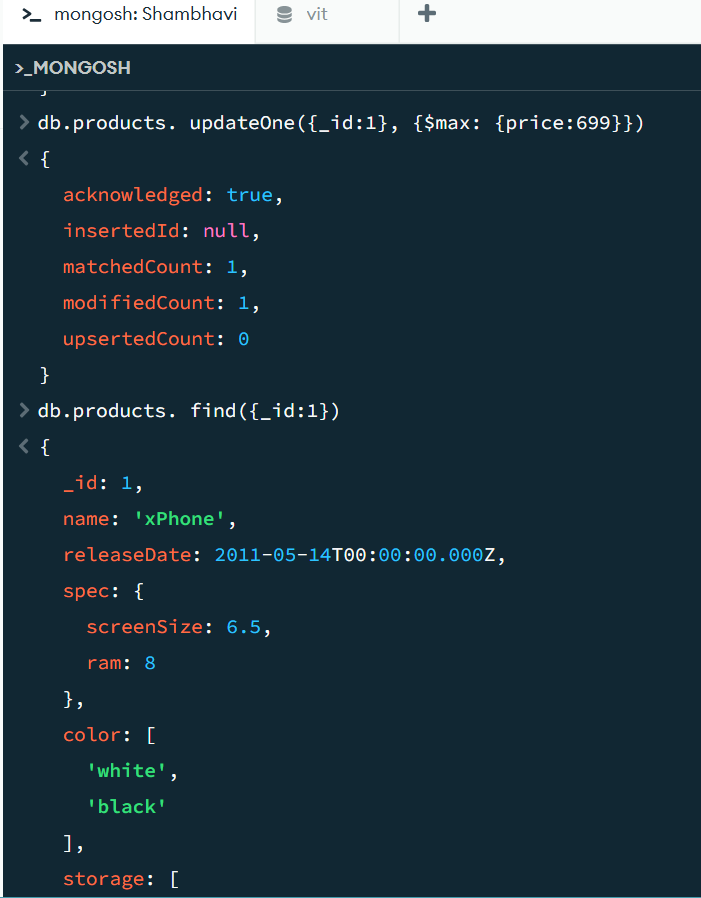 mongosh: Shambhavi vit
>_MONGOSH
}
> db.products. updateOne({_id:1}, {$max: {price:699}})
< {
acknowledged: true,
insertedId: null,
matchedCount: 1,
modifiedCount: 1,
upsertedCount: 0
}
> db.products. find({_id:1})
< {
_id: 1,
name: 'xPhone',
releaseDate: 2011-05-14T00:00:00.000Z,
spec: {
screenSize: 6.5,
ram: 8
},
color: [
'white',
'black'
],
storage: [